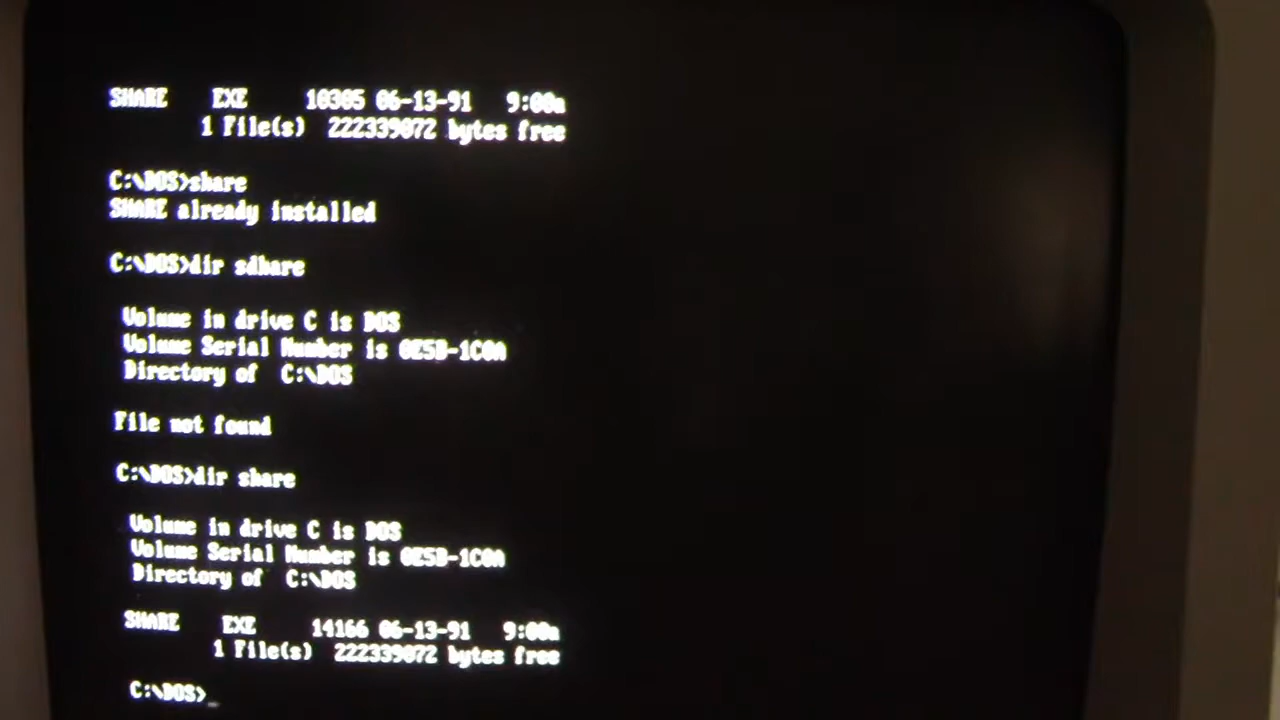 SHARE    EXE    10305 06-13-91   9:00a
1 File(s)  222339072 bytes free
C:\DOS>share
SHARE already installed
C:\DOS>dir sdhare
Volume in drive C is DOS
Volume Serial Number is 0E5B-1C0A
Directory of  C:\DOS
File not found
C:\DOS>dir share
Volume in drive C is DOS
Volume Serial Number is 0E5B-1C0A
Directory of  C:\DOS
SHARE    EXE    14166 06-13-91   9:00a
1 File(s)  222339072 bytes free
C:\DOS>_